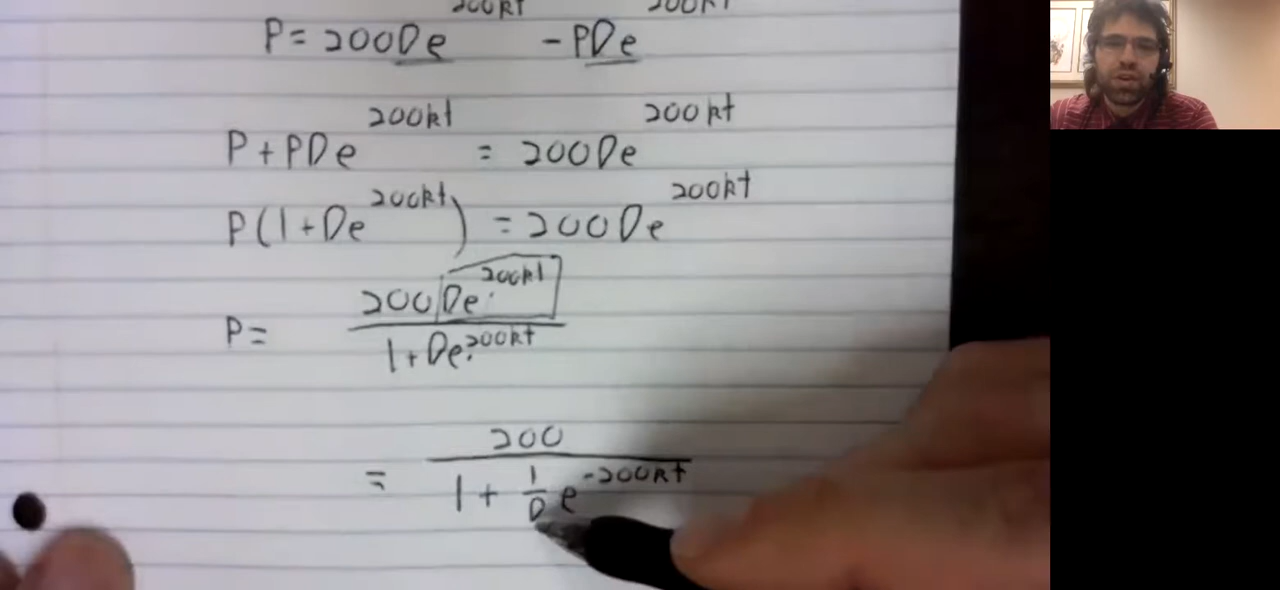 P = 200De^200kt - PDe^200kt
P + PDe^200kt = 200De^200kt
P(1 + De^200kt) = 200De^200kt
P = 200De^200kt / 1 + De^200kt
= 200 / 1 + 1/D e^-200kt